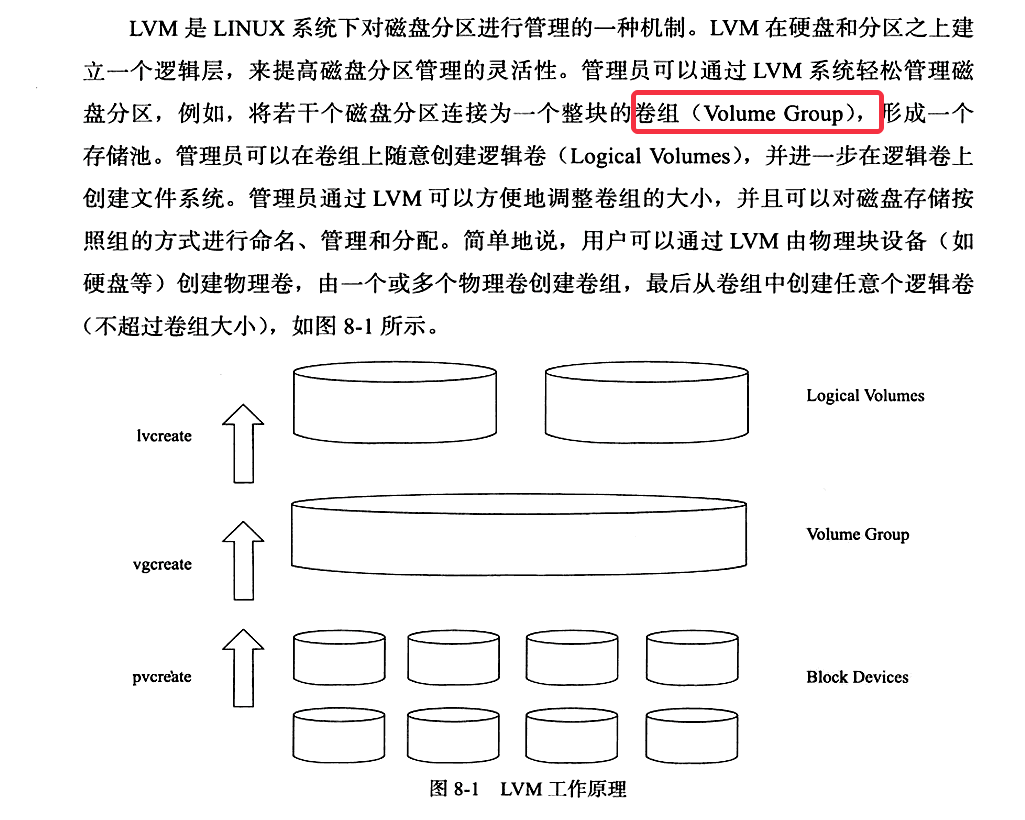 LVM 是 LINUX 系统下对磁盘分区进行管理的一种机制。LVM 在硬盘和分区之上建
立一个逻辑层，来提高磁盘分区管理的灵活性。管理员可以通过 LVM 系统轻松管理磁
盘分区，例如，将若干个磁盘分区连接为一个整块的卷组（Volume Group），形成一个
存储池。管理员可以在卷组上随意创建逻辑卷（Logical Volumes），并进一步在逻辑卷上
创建文件系统。管理员通过 LVM 可以方便地调整卷组的大小，并且可以对磁盘存储按
照组的方式进行命名、管理和分配。简单地说，用户可以通过 LVM 由物理块设备（如
硬盘等）创建物理卷，由一个或多个物理卷创建卷组，最后从卷组中创建任意个逻辑卷
（不超过卷组大小），如图 8-1 所示。
Logical Volumes
lvcreate
Volume Group
vgcreate
pvcreate
Block Devices
图 8-1 LVM 工作原理